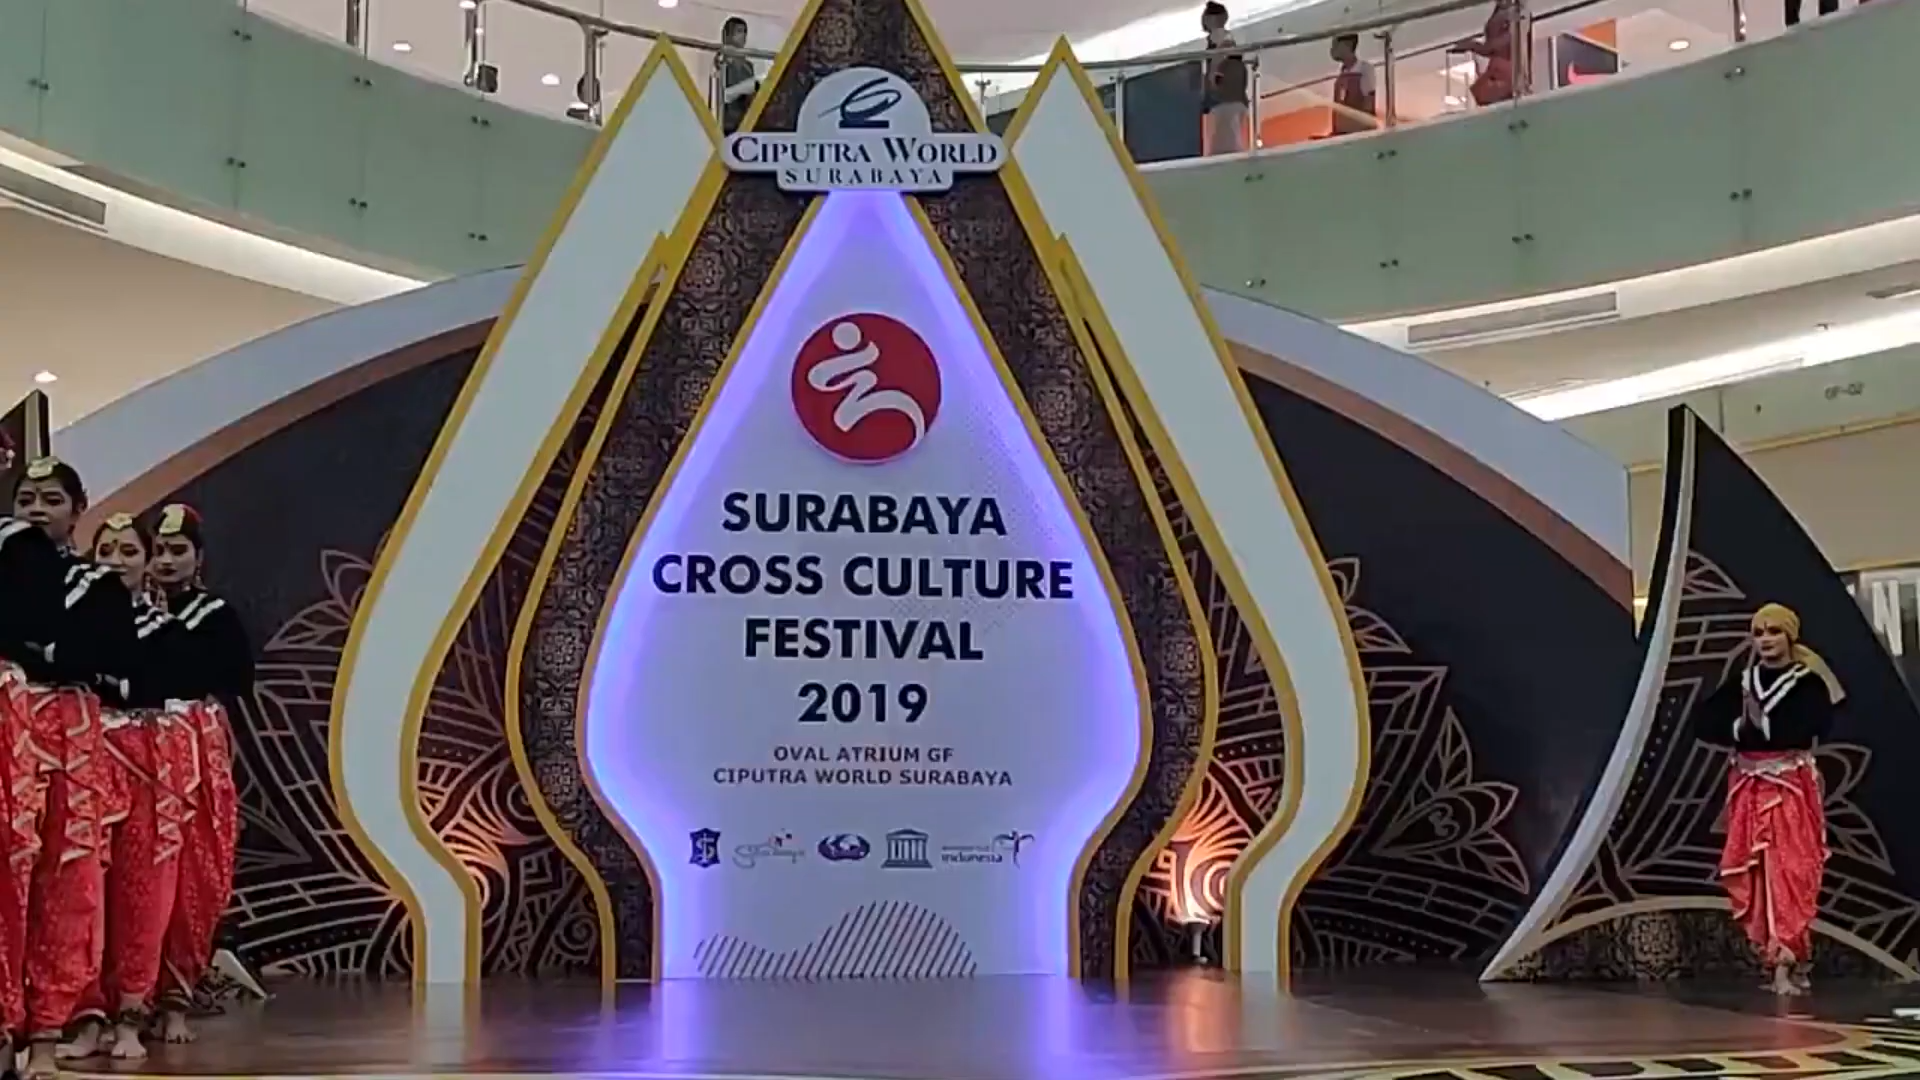 CIPUTRA WORLD
SURABAYA
SURABAYA
CROSS CULTURE
FESTIVAL
2019
OVAL ATRIUM GF
CIPUTRA WORLD SURABAYA
indonesia